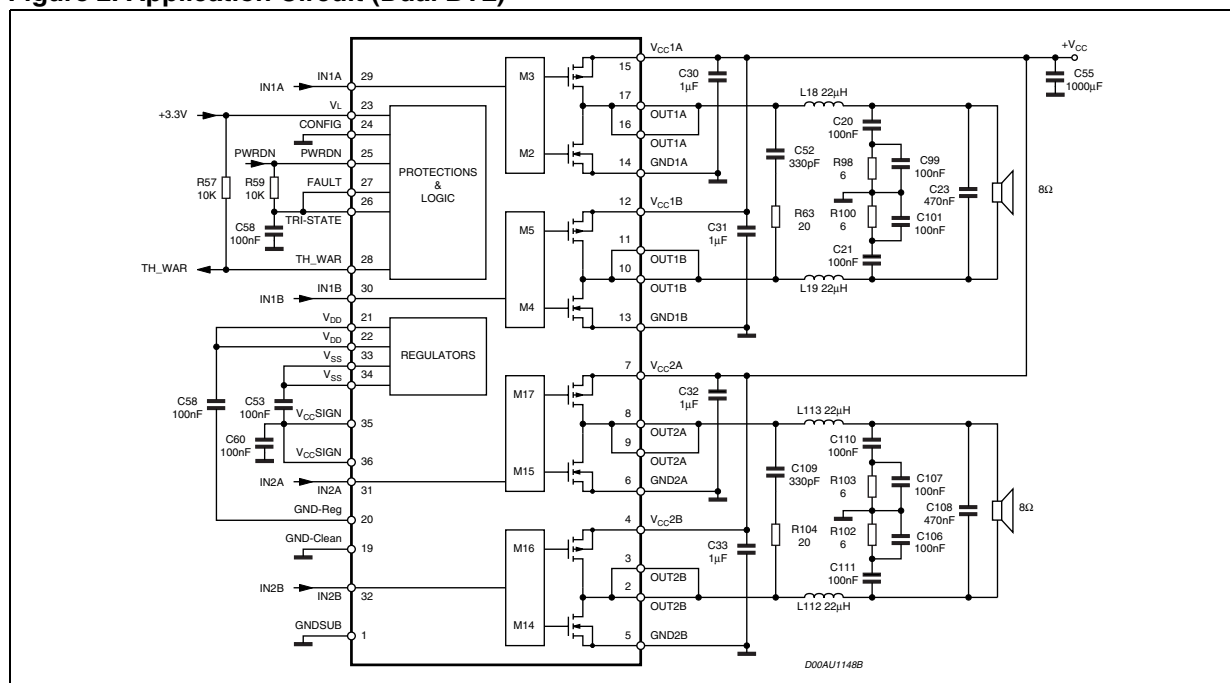 Figure 2. Application Circuit (Dual BTL)
IN1A
IN1A
29
+3.3V
VL
23
CONFIG
24
PWRDN
PWRDN
25
R57
10K
R59
10K
FAULT
27
26
TRI-STATE
C58
100nF
TH_WAR
TH_WAR
28
IN1B
IN1B
30
VDD
21
VDD
22
VSS
33
VSS
34
C58
100nF
C53
100nF
VCCSIGN
35
C60
100nF
VCCSIGN
36
IN2A
IN2A
31
GND-Reg
20
GND-Clean
19
IN2B
IN2B
32
GNDSUB
1
PROTECTIONS
&
LOGIC
REGULATORS
M3
M2
M5
M4
M17
M15
M16
M14
15
VCC1A
17
OUT1A
16
OUT1A
14
GND1A
12
VCC1B
11
OUT1B
10
OUT1B
13
GND1B
7
VCC2A
8
OUT2A
9
OUT2A
6
GND2A
4
VCC2B
3
OUT2B
2
OUT2B
5
GND2B
C30
1µF
C31
1µF
C32
1µF
C33
1µF
+VCC
C55
1000µF
L18 22µH
C20
100nF
C52
330pF
R98
6
C99
100nF
C23
470nF
8Ω
R63
20
R100
6
C101
100nF
C21
100nF
L19 22µH
L113 22µH
C110
100nF
C109
330pF
R103
6
C107
100nF
C108
470nF
8Ω
R104
20
R102
6
C106
100nF
C111
100nF
L112 22µH
D00AU1148B